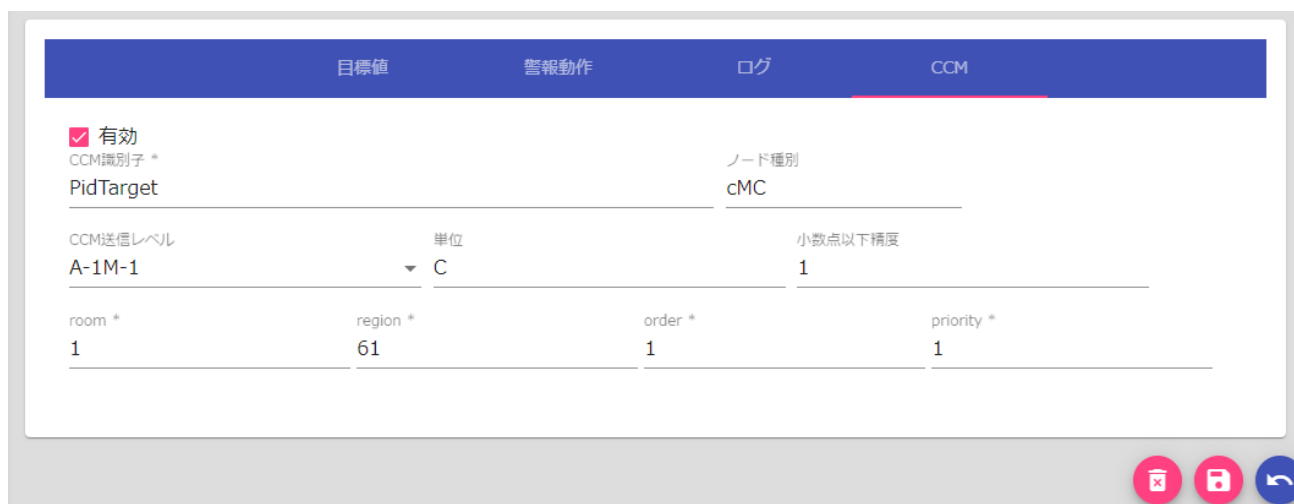 目標値 警報動作 ログ CCM
有効
CCM識別子 * ノード種別
PidTarget cMC
CCM送信レベル 単位 小数点以下精度
A-1M-1 C 1
room * region * order * priority *
1 61 1 1